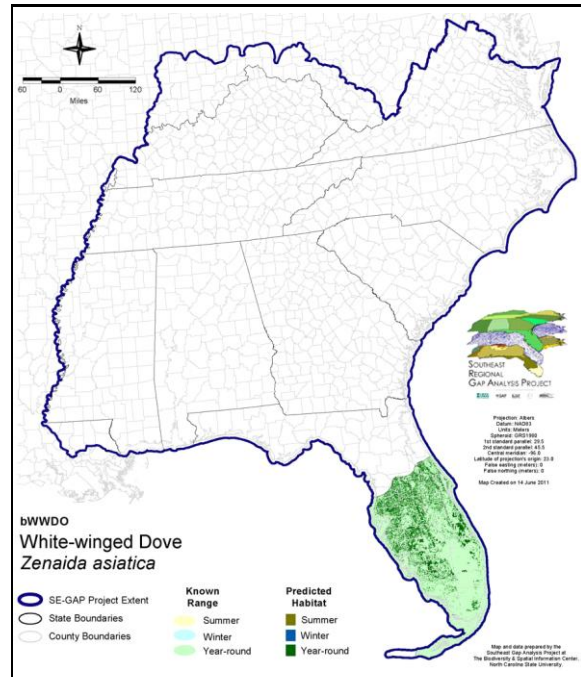 N
60 0 60 120
Miles
SOUTHEAST
REGIONAL
GAP ANALYSIS PROJECT
Projection: Albers
Datum: NAD83
Units: Meters
Spheroid: GRS1980
1st standard parallel: 29.5
2nd standard parallel: 45.5
Central meridian: -96.0
Latitude of projection's origin: 23.0
False easting (meters): 0
False northing (meters): 0
Map Created on 14 June 2011
bWWDO
White-winged Dove
Zenaida asiatica
SE-GAP Project Extent
State Boundaries
County Boundaries
Known
Range
Summer
Winter
Year-round
Predicted
Habitat
Summer
Winter
Year-round
Map and data prepared by the
Southeast Gap Analysis Project at
The Biodiversity & Spatial Information Center,
North Carolina State University.